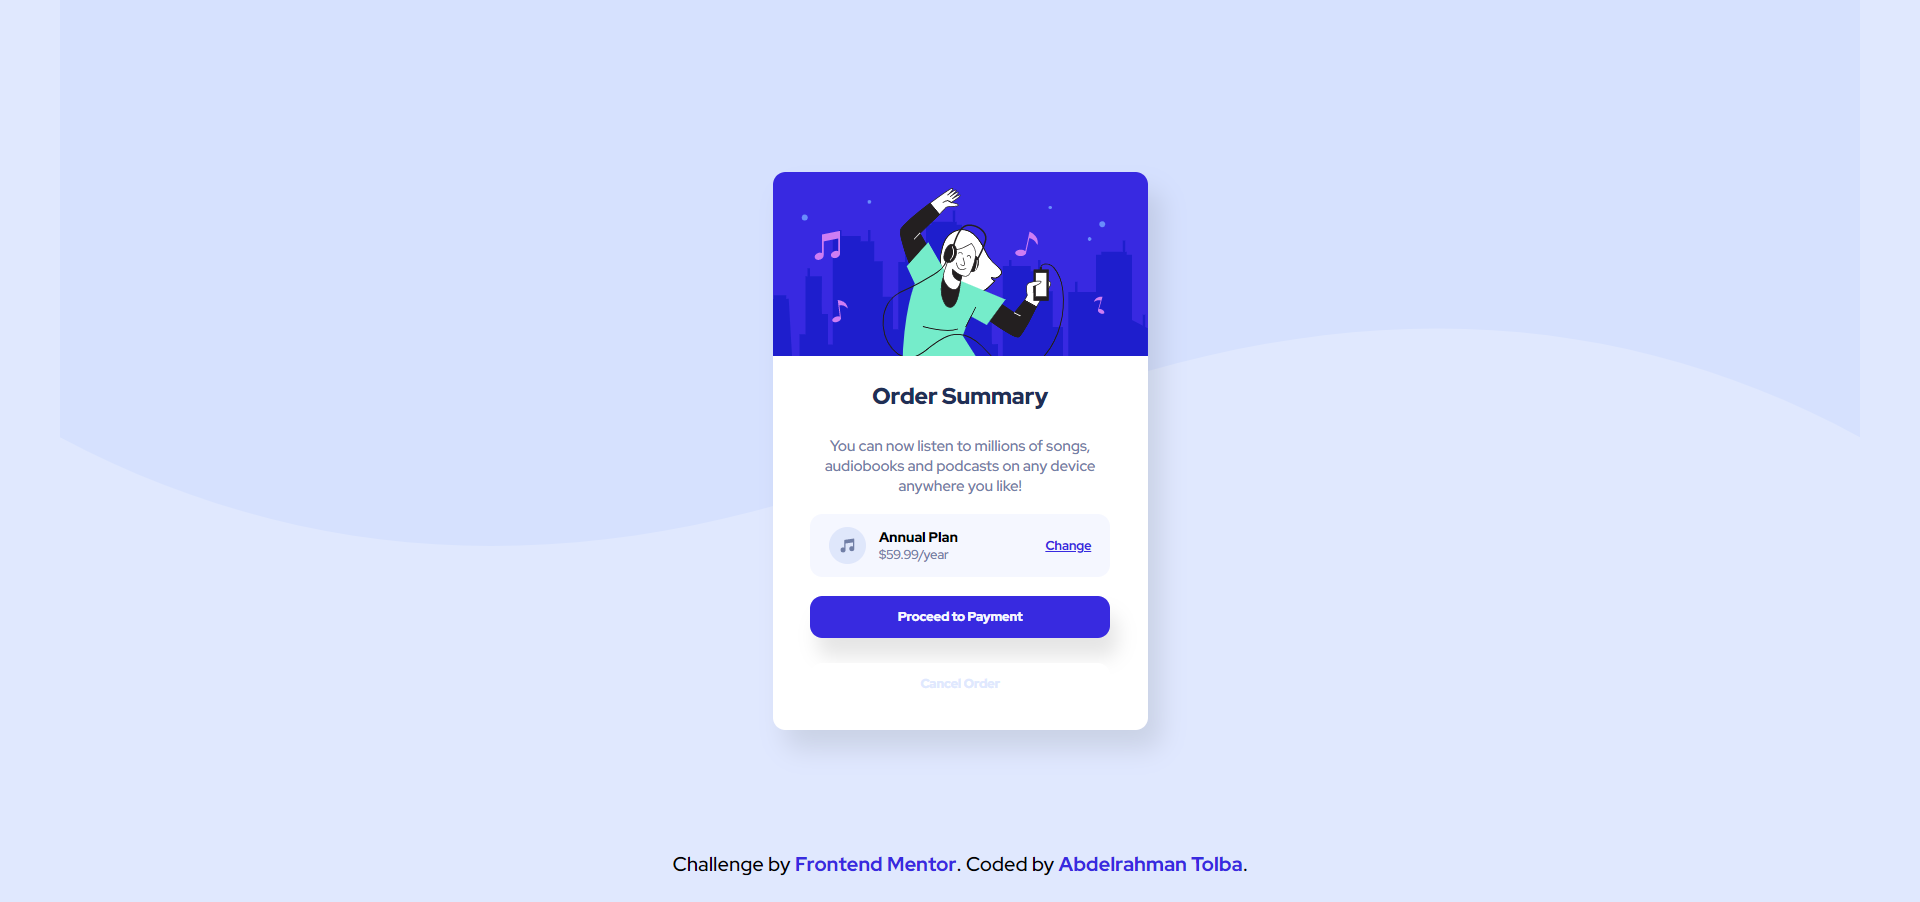 Order Summary
You can now listen to millions of songs,
audiobooks and podcasts on any device
anywhere you like!
Annual Plan
$59.99/year
Change
Proceed to Payment
Cancel Order
Challenge by Frontend Mentor. Coded by Abdelrahman Tolba.